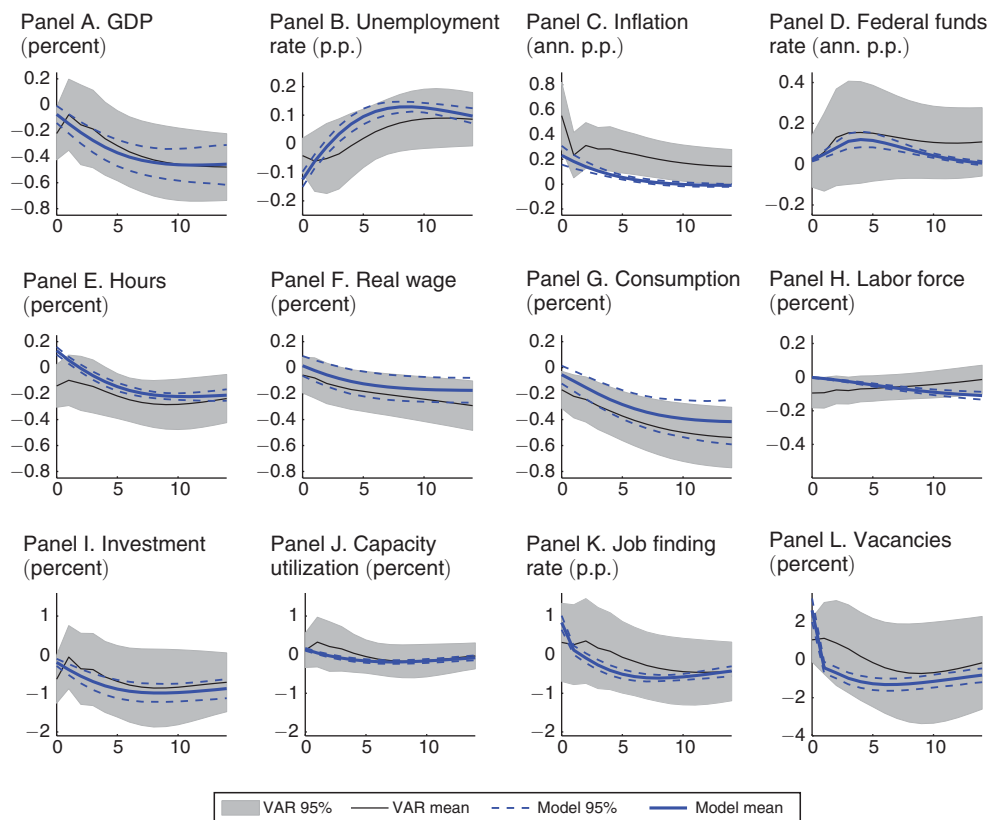 Panel A. GDP
(percent)
Panel B. Unemployment
rate (p.p.)
Panel C. Inflation
(ann. p.p.)
Panel D. Federal funds
rate (ann. p.p.)
0.2
0
−0.2
−0.4
−0.6
−0.8
0 5 10
0.2
0.1
0
−0.1
−0.2
0 5 10
0.8
0.6
0.4
0.2
0
−0.2
0 5 10
0.4
0.2
0
−0.2
0 5 10
Panel E. Hours
(percent)
Panel F. Real wage
(percent)
Panel G. Consumption
(percent)
Panel H. Labor force
(percent)
0.2
0
−0.2
−0.4
−0.6
−0.8
0 5 10
0.2
0
−0.2
−0.4
−0.6
−0.8
0 5 10
0.2
0
−0.2
−0.4
−0.6
−0.8
0 5 10
0.2
0
−0.2
−0.4
0 5 10
Panel I. Investment
(percent)
Panel J. Capacity
utilization (percent)
Panel K. Job finding
rate (p.p.)
Panel L. Vacancies
(percent)
1
0
−1
−2
0 5 10
1
0
−1
−2
0 5 10
1
0
−1
−2
0 5 10
2
0
−2
−4
0 5 10
VAR 95% VAR mean Model 95% Model mean